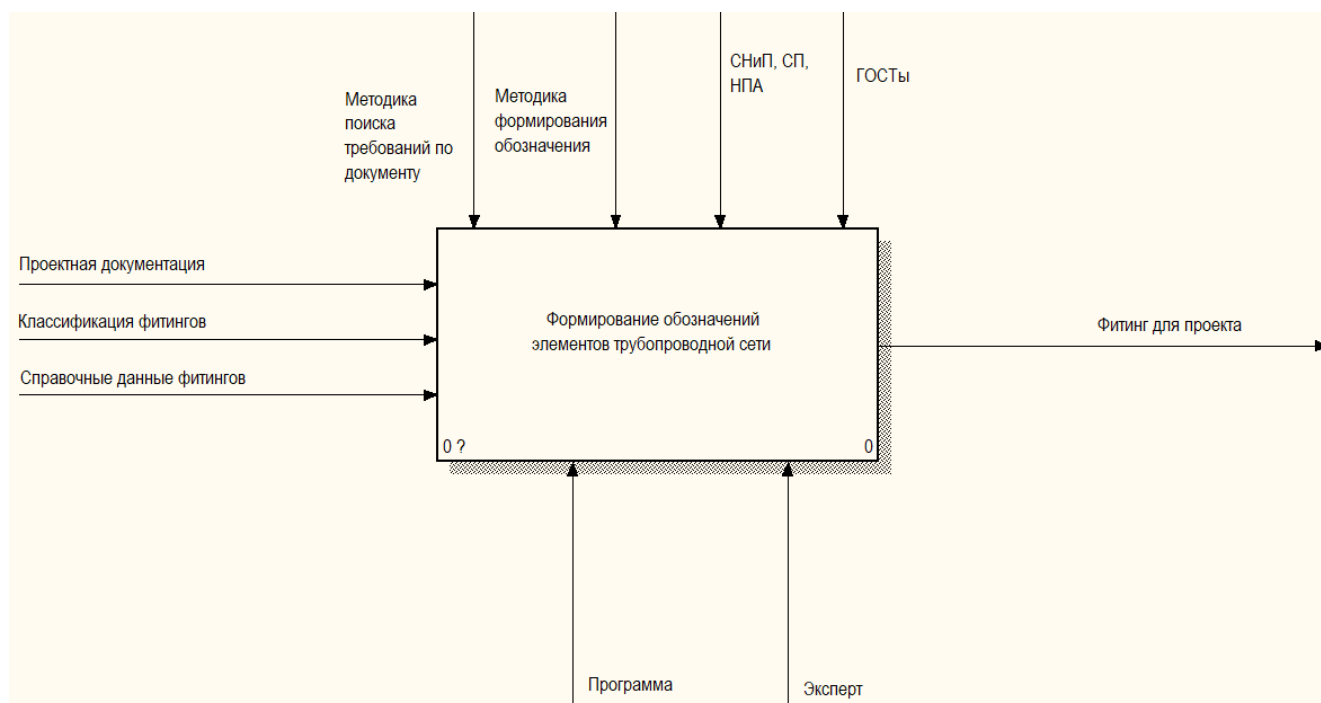 СНиП, СП,
НПА
ГОСТы
Методика
поиска
требований по
документу
Методика
формирования
обозначения
Проектная документация
Классификация фитингов
Справочные данные фитингов
Формирование обозначений
элементов трубопроводной сети
0 ?
0
Фитинг для проекта
Программа
Эксперт